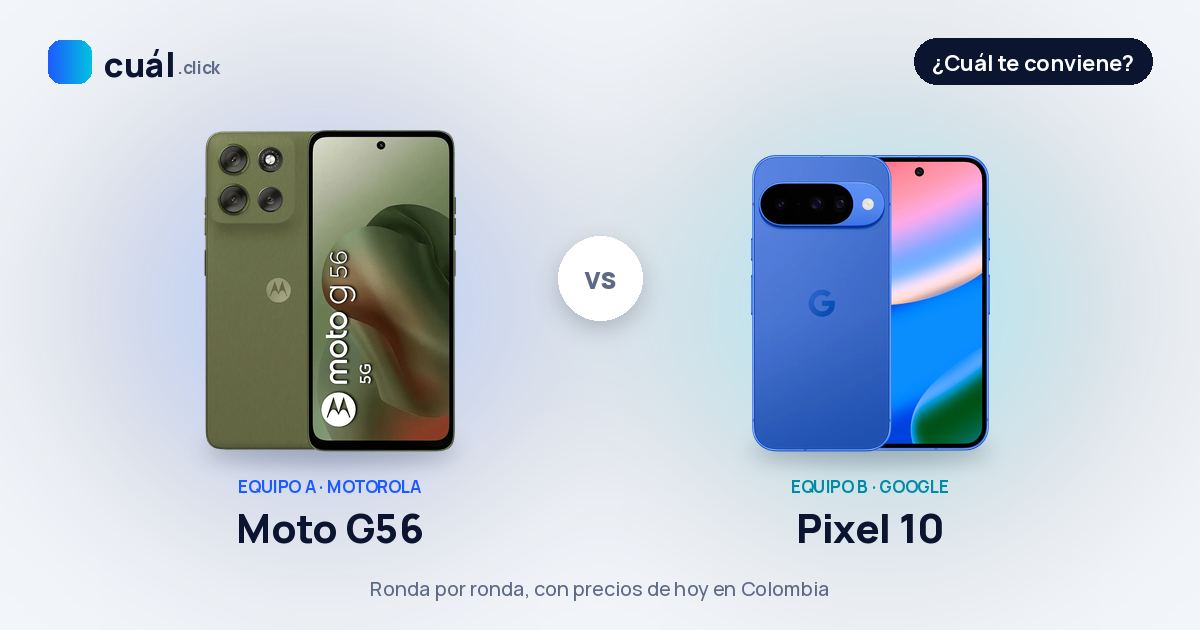 cuál.click
¿Cuál te conviene?
moto g 56
5G
G
vs
EQUIPO A · MOTOROLA
Moto G56
EQUIPO B · GOOGLE
Pixel 10
Ronda por ronda, con precios de hoy en Colombia